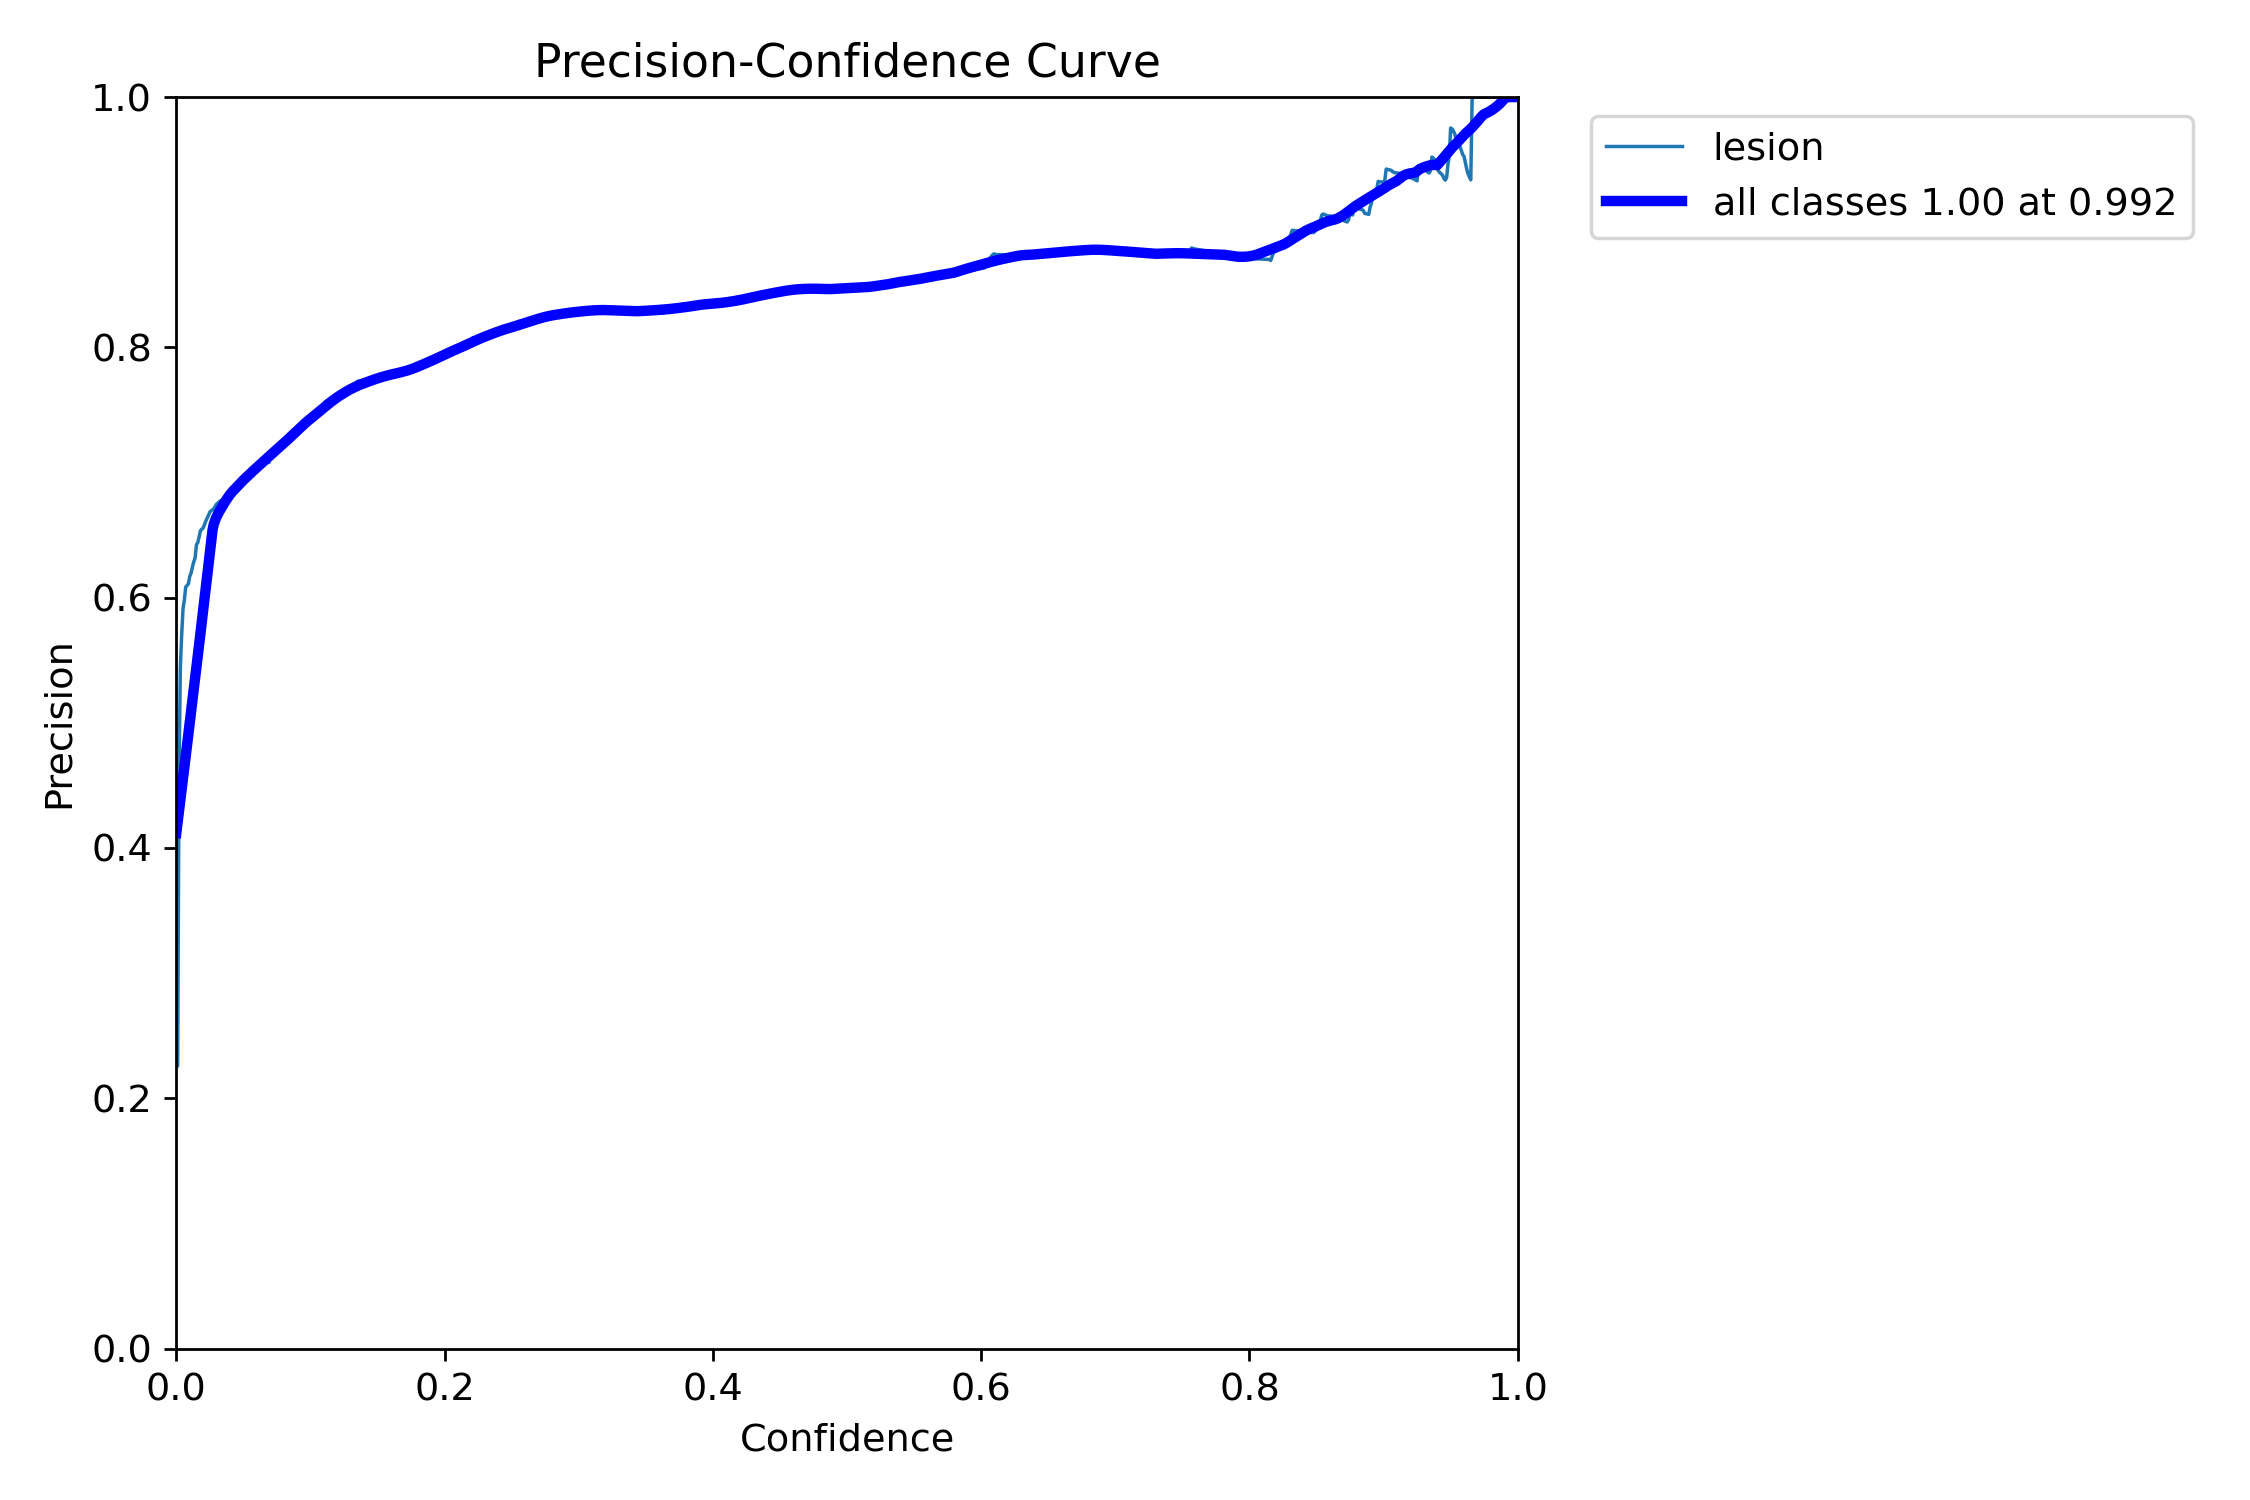 Precision-Confidence Curve
1.0
0.8
0.6
0.4
0.2
0.0
Precision
0.0 0.2 0.4 0.6 0.8 1.0
Confidence
lesion
all classes 1.00 at 0.992